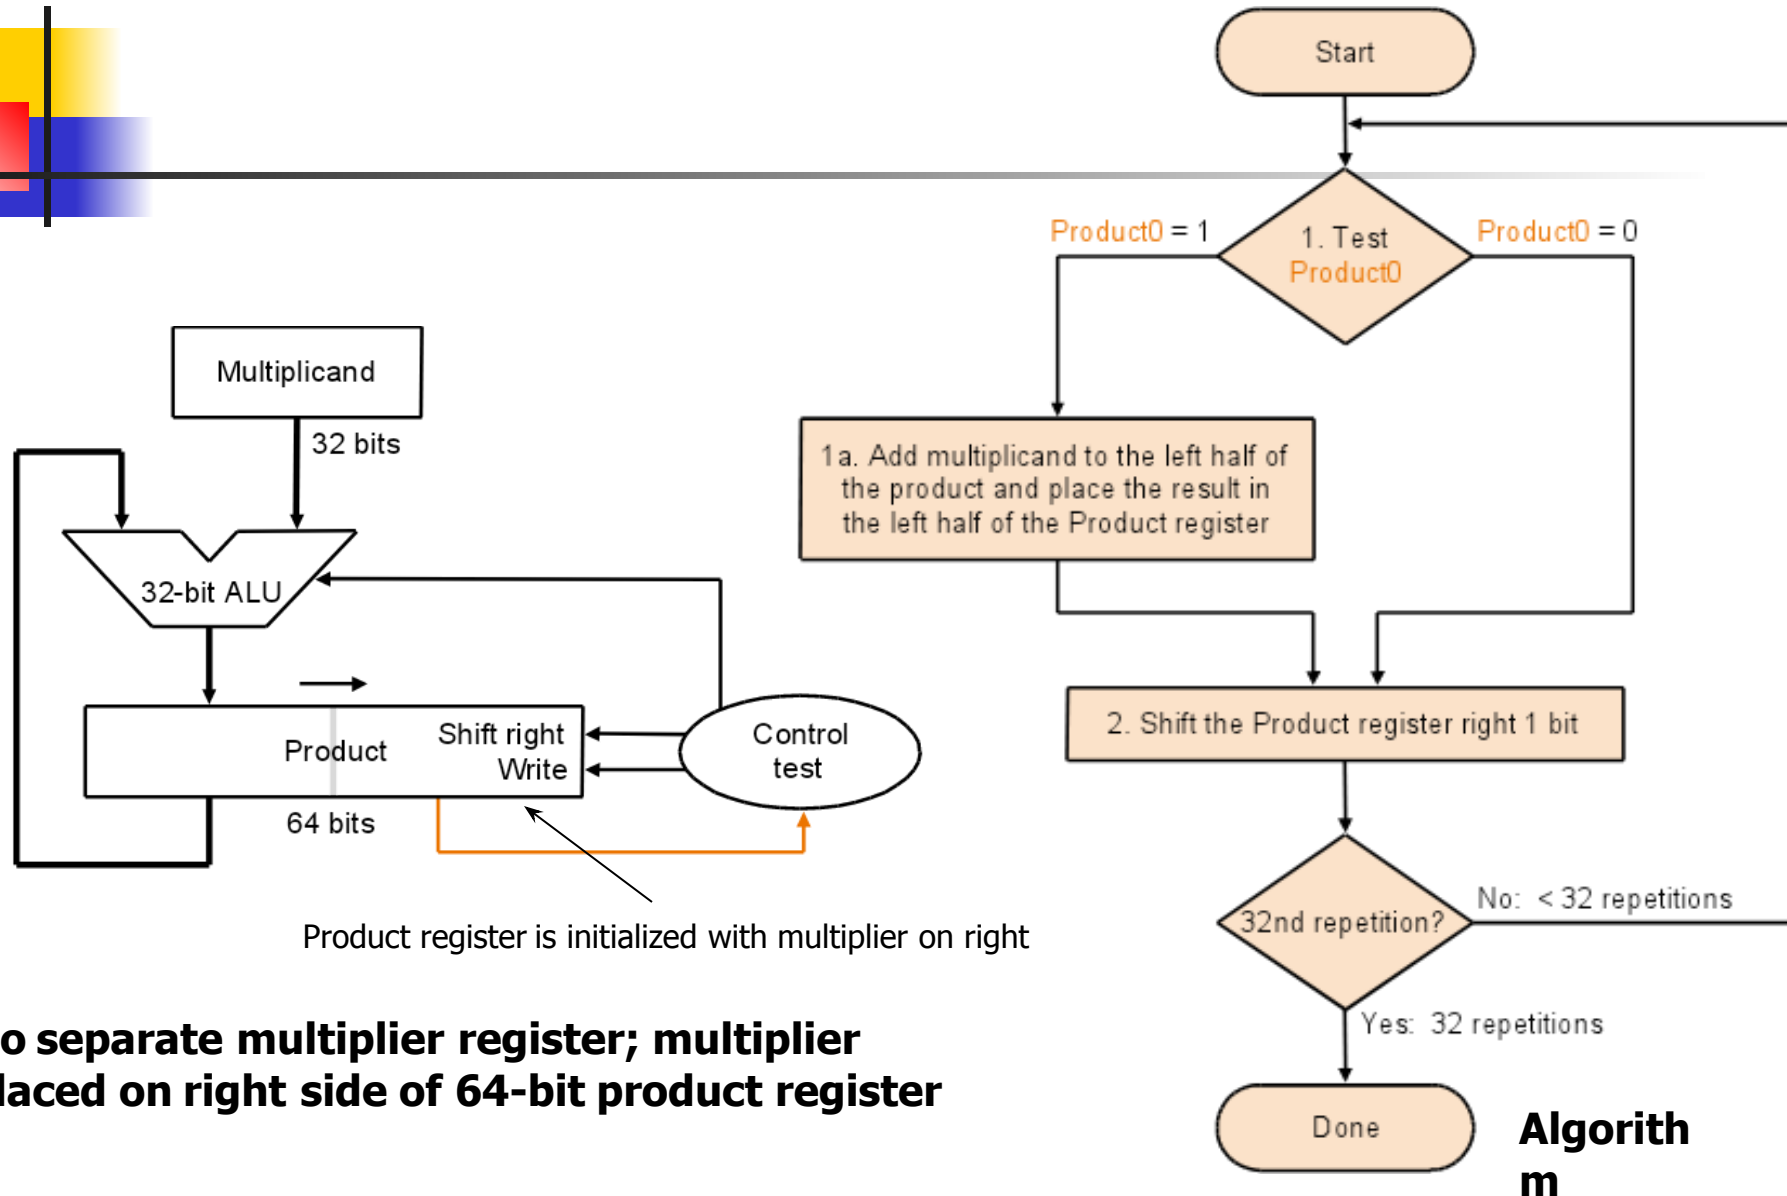 Start
Product0 = 1
1. Test
Product0
Product0 = 0
Multiplicand
32 bits
1a. Add multiplicand to the left half of
the product and place the result in
the left half of the Product register
32-bit ALU
2. Shift the Product register right 1 bit
Product
Shift right
Write
Control
test
64 bits
32nd repetition?
No: < 32 repetitions
Product register is initialized with multiplier on right
Yes: 32 repetitions
o separate multiplier register; multiplier
laced on right side of 64-bit product register
Done
Algorith
m